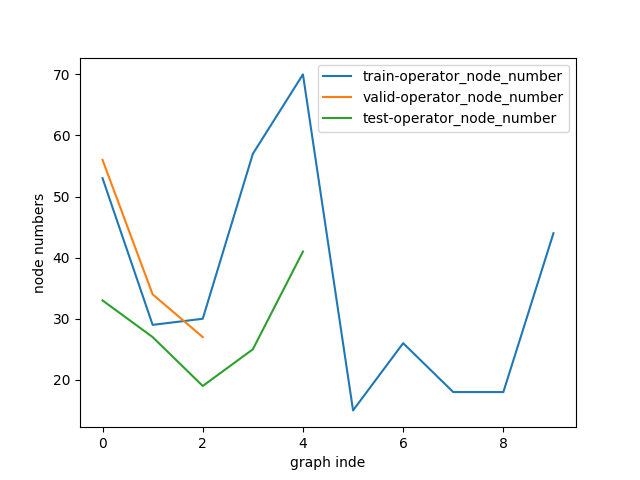 train-operator_node_number
valid-operator_node_number
test-operator_node_number
70
60
50
40
30
20
node numbers
0 2 4 6 8
graph inde